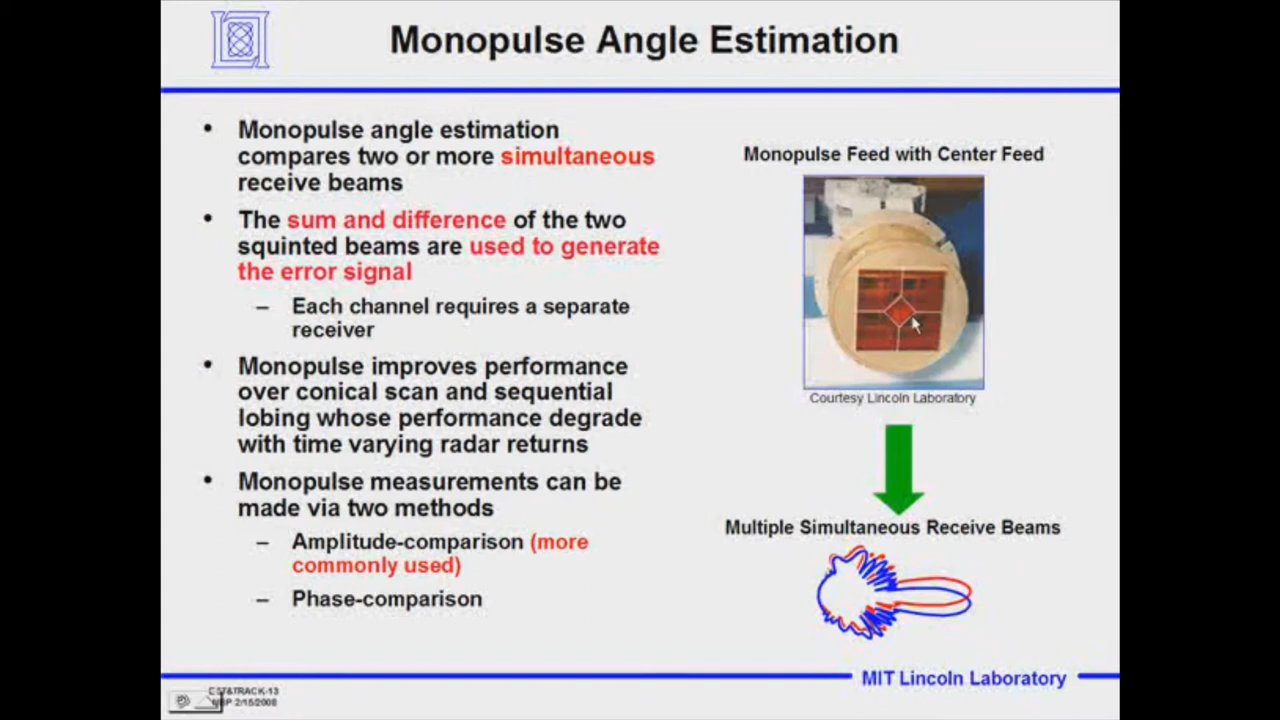 Monopulse Angle Estimation
• Monopulse angle estimation
compares two or more simultaneous
receive beams
• The sum and difference of the two
squinted beams are used to generate
the error signal
– Each channel requires a separate
receiver
• Monopulse improves performance
over conical scan and sequential
lobing whose performance degrade
with time varying radar returns
• Monopulse measurements can be
made via two methods
– Amplitude-comparison (more
commonly used)
– Phase-comparison
Monopulse Feed with Center Feed
Courtesy Lincoln Laboratory
Multiple Simultaneous Receive Beams
MIT Lincoln Laboratory
2/15/2008